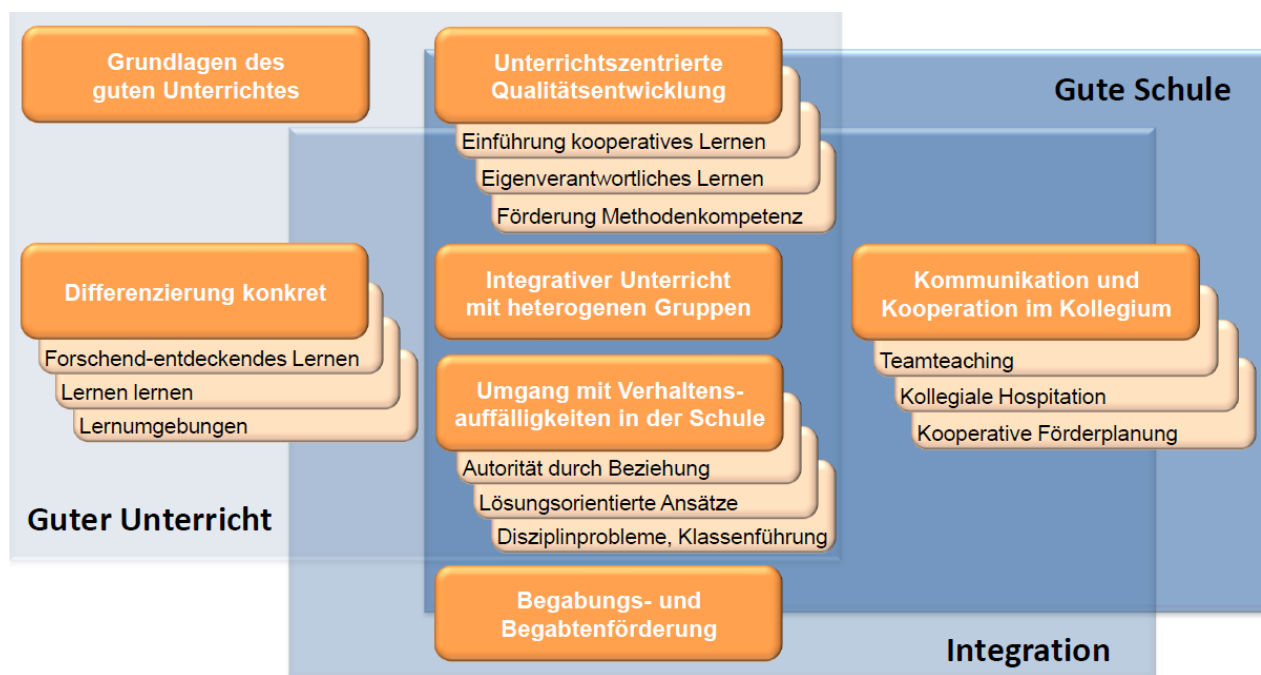 Grundlagen des
guten Unterrichtes
Unterrichtszentrierte
Qualitätsentwicklung
Einführung kooperatives Lernen
Eigenverantwortliches Lernen
Förderung Methodenkompetenz
Gute Schule
Differenzierung konkret
Forschend-entdeckendes Lernen
Lernen lernen
Lernumgebungen
Integrativer Unterricht
mit heterogenen Gruppen
Kommunikation und
Kooperation im Kollegium
Teamteaching
Kollegiale Hospitation
Kooperative Förderplanung
Umgang mit Verhaltens-
auffälligkeiten in der Schule
Autorität durch Beziehung
Lösungsorientierte Ansätze
Disziplinprobleme, Klassenführung
Guter Unterricht
Begabungs- und
Begabtenförderung
Integration